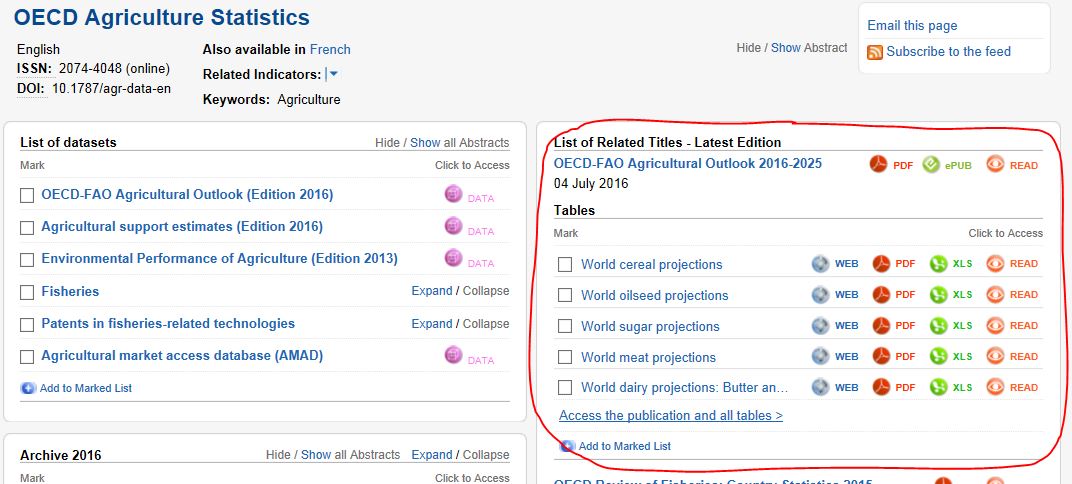 OECD Agriculture Statistics
English
ISSN: 2074-4048 (online)
DOI: 10.1787/agr-data-en
Also available in French
Related Indicators:
Keywords: Agriculture
Hide / Show Abstract
Email this page
Subscribe to the feed
List of datasets Hide / Show all Abstracts
Mark Click to Access
OECD-FAO Agricultural Outlook (Edition 2016) DATA
Agricultural support estimates (Edition 2016) DATA
Environmental Performance of Agriculture (Edition 2013) DATA
Fisheries Expand / Collapse
Patents in fisheries-related technologies Expand / Collapse
Agricultural market access database (AMAD) DATA
Add to Marked List
Archive 2016 Hide / Show all Abstracts Expand / Collapse
Mark Click to Access
List of Related Titles - Latest Edition
OECD-FAO Agricultural Outlook 2016-2025 PDF ePUB READ
04 July 2016
Tables
Mark Click to Access
World cereal projections WEB PDF XLS READ
World oilseed projections WEB PDF XLS READ
World sugar projections WEB PDF XLS READ
World meat projections WEB PDF XLS READ
World dairy projections: Butter an... WEB PDF XLS READ
Access the publication and all tables >
Add to Marked List
OECD Review of Fisheries: Country Statistics 2015